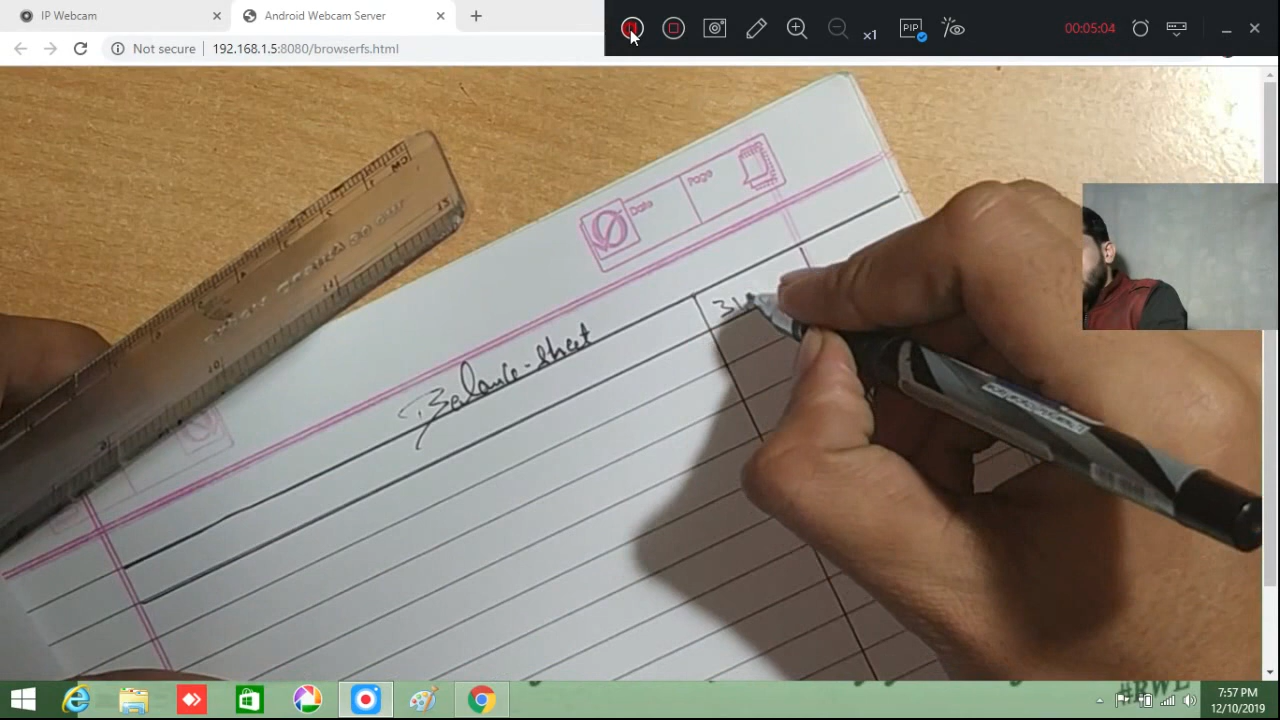 IP Webcam
Android Webcam Server
Not secure
192.168.1.5:8080/browserfs.html
x1
PIP
00:05:04
Date
Page
Balance-sheet
31
7:57 PM
12/10/2019